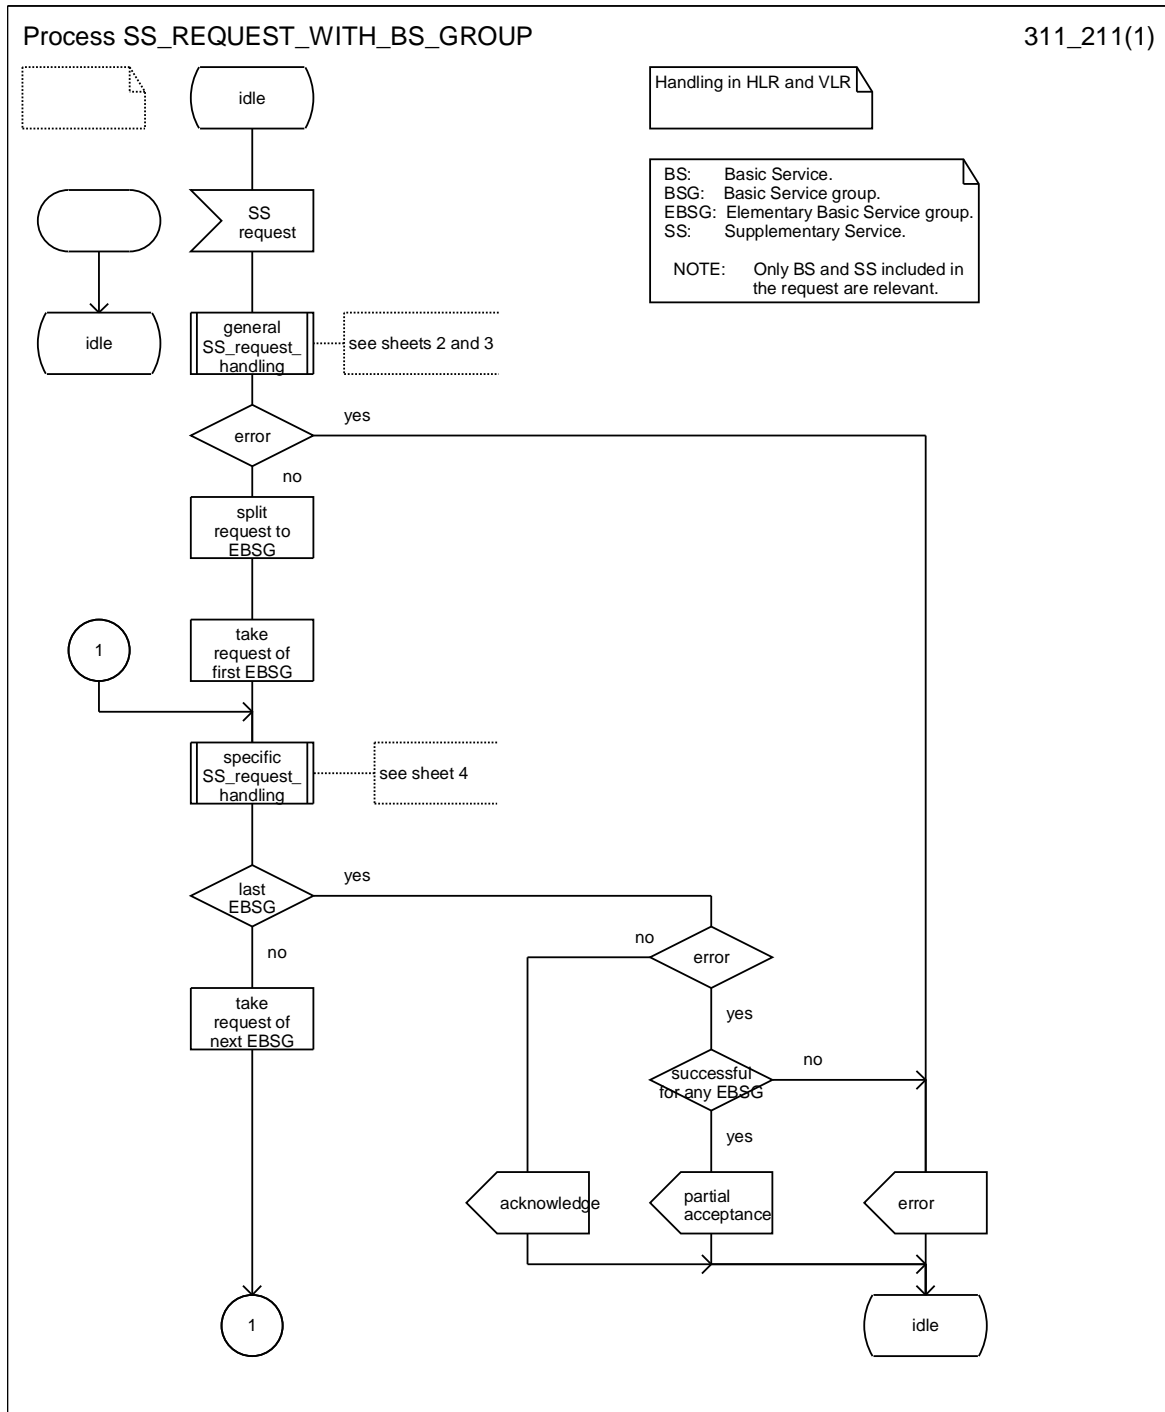 Process SS_REQUEST_WITH_BS_GROUP
311_211(1)
idle
Handling in HLR and VLR
BS: Basic Service.
BSG: Basic Service group.
EBSG: Elementary Basic Service group.
SS: Supplementary Service.
NOTE: Only BS and SS included in
the request are relevant.
SS
request
idle
general
SS_request_
handling
see sheets 2 and 3
error
yes
no
split
request to
EBSG
1
take
request of
first EBSG
specific
SS_request_
handling
see sheet 4
last
EBSG
yes
no
no
error
yes
take
request of
next EBSG
successful
for any EBSG
no
yes
acknowledge
partial
acceptance
error
1
idle